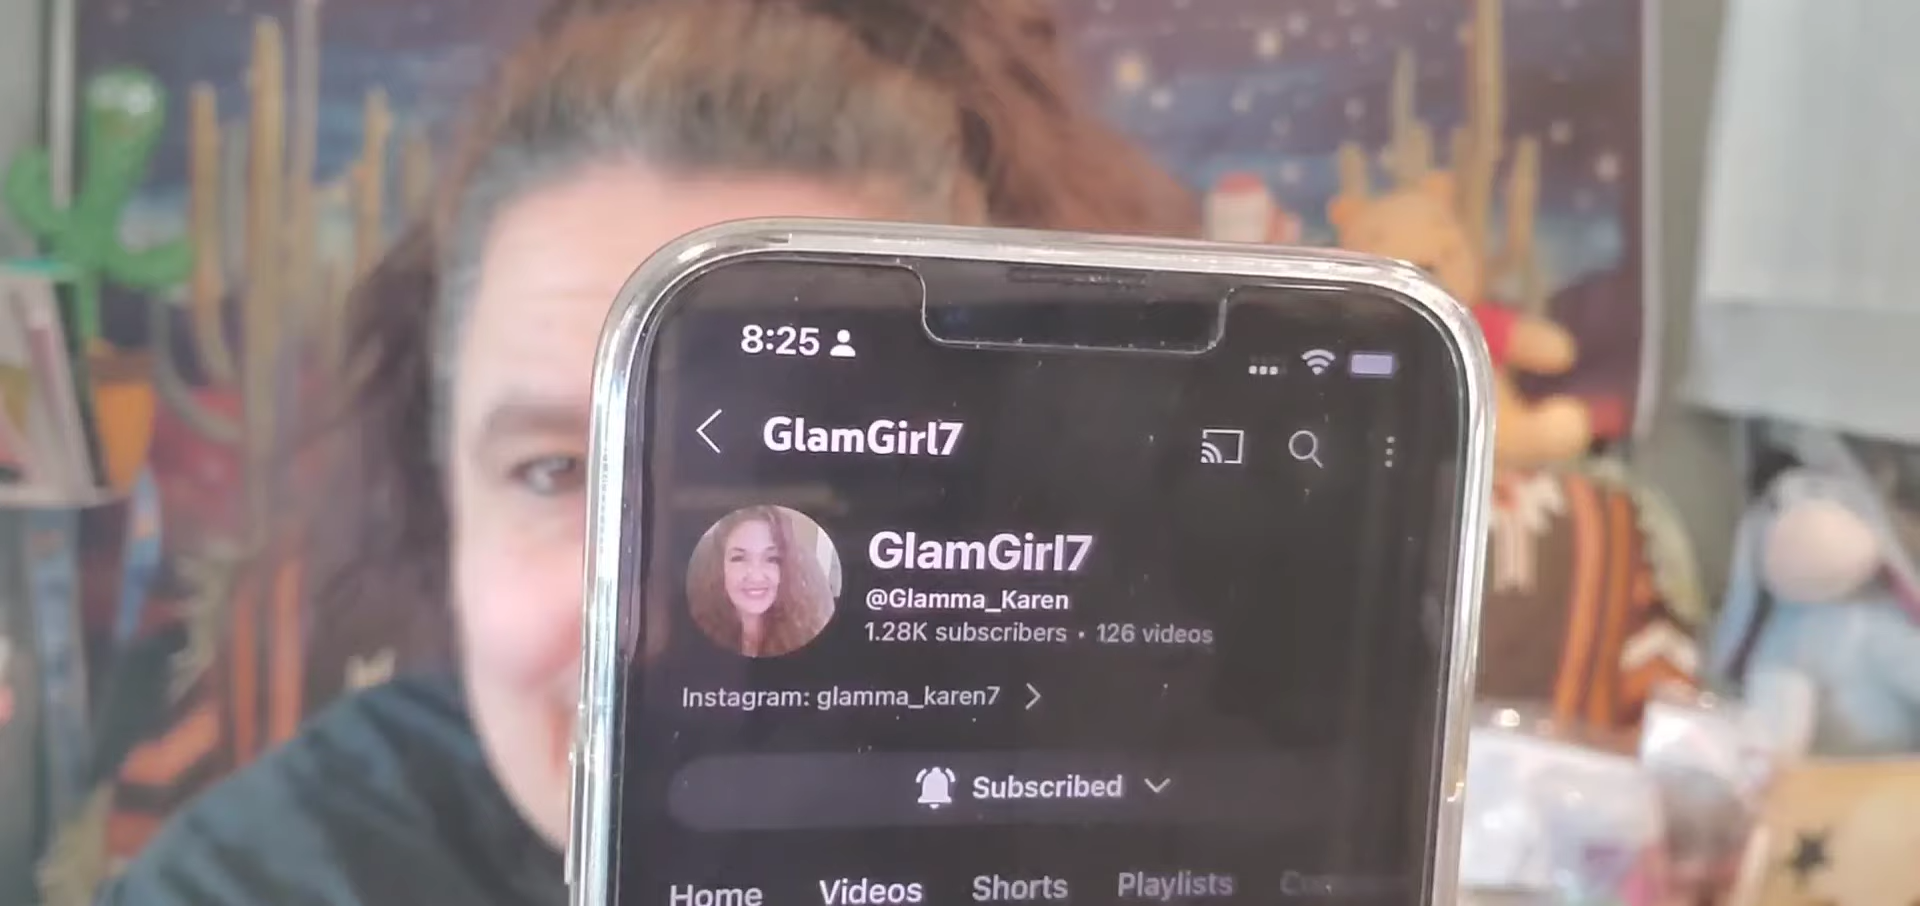 8:25
GlamGirl7
GlamGirl7
@Glamma_Karen
1.28K subscribers • 126 videos
Instagram: glamma_karen7
Subscribed
Home Videos Shorts Playlists